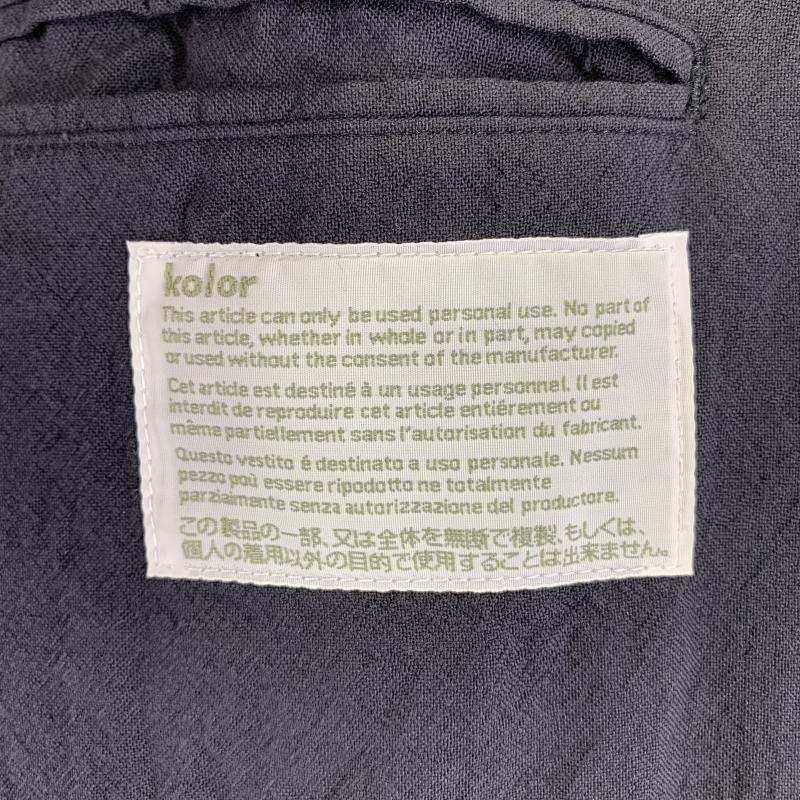 kolor
This article can only be used personal use. No part of
this article, whether in whole or in part, may copied
or used without the consent of the manufacturer.
Cet article est destiné à un usage personnel. Il est
interdit de reproduire cet article entiérement ou
même partiellement sans l'autorisation du fabricant.
Questo vestito é destinato a uso personale. Nessum
pezzo poù essere ripodotto ne totalmente
parzialmente senza autorizzazione del productore.
この製品の一部、又は全体を無断で複製、もしくは、
個人の着用以外の目的で使用することは出来ません。